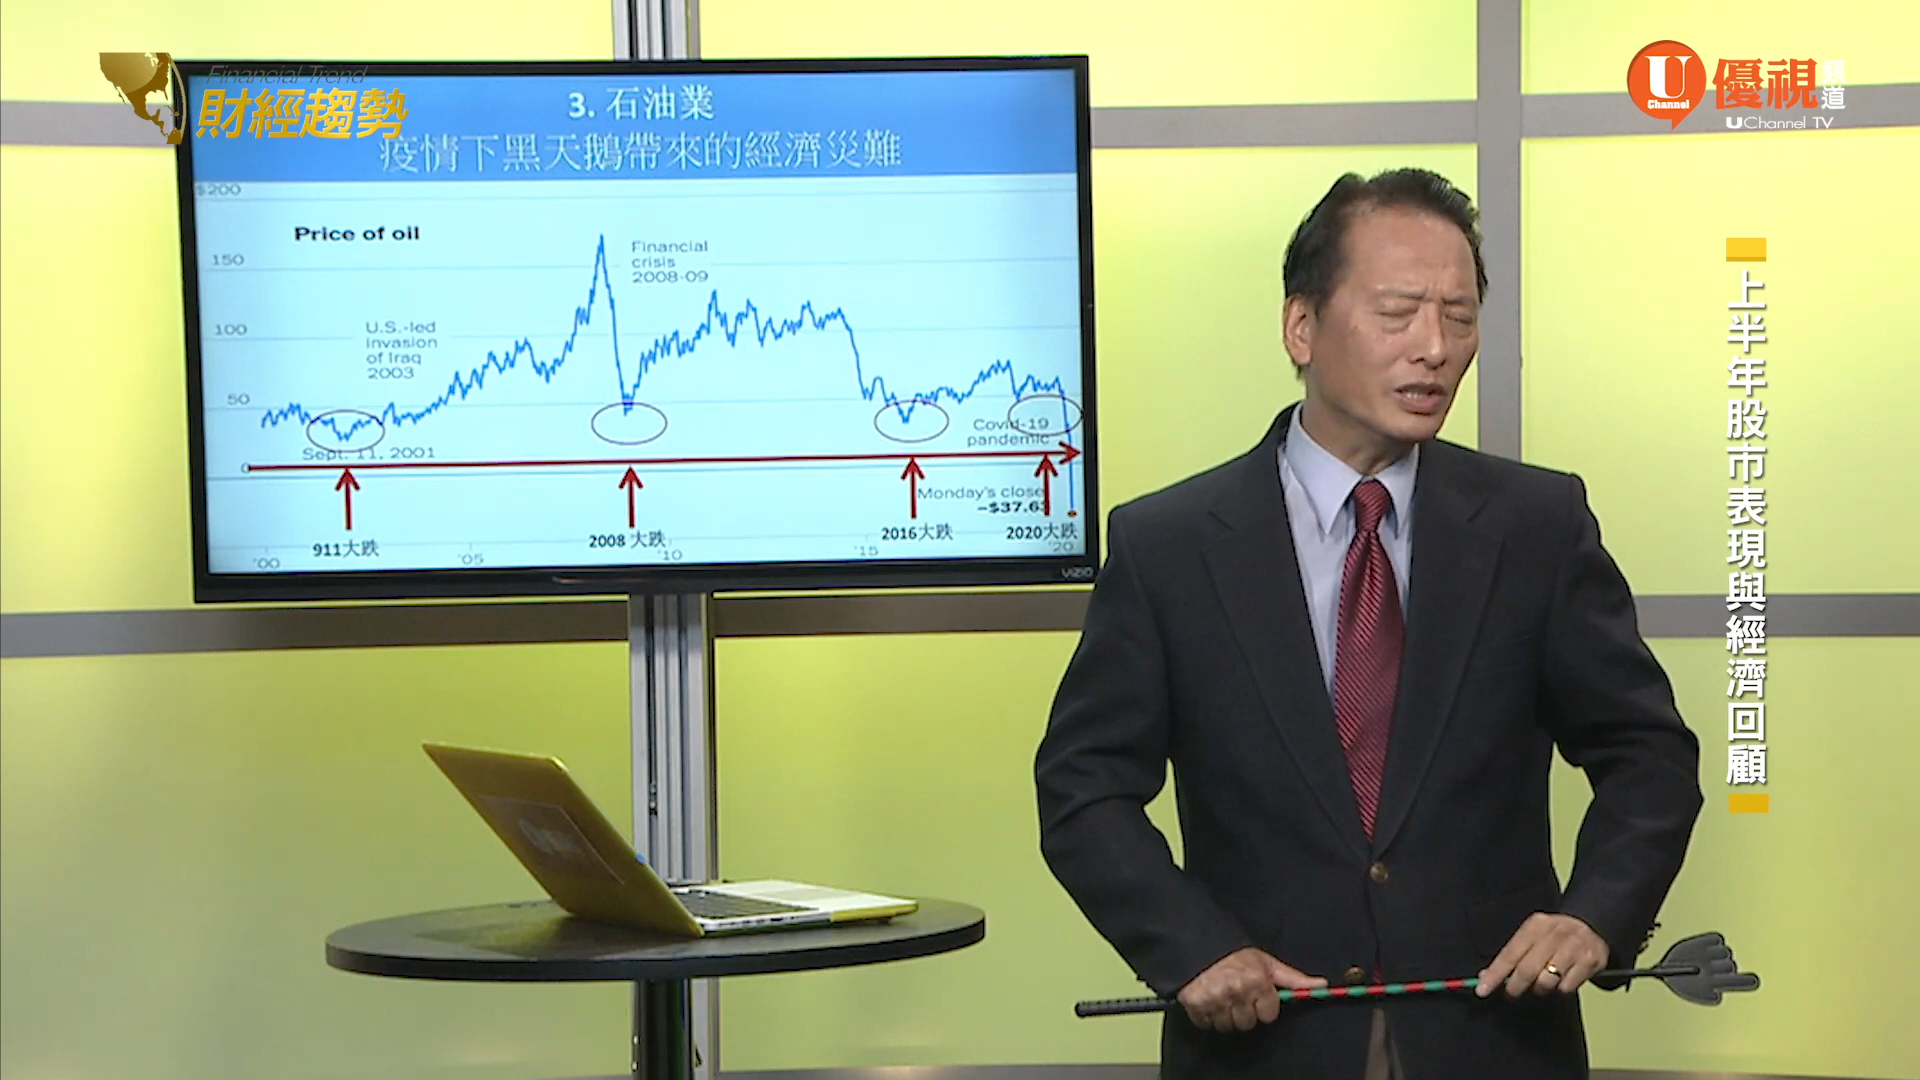 Financial Trend
財經趨勢
3. 石油業
疫情下黑天鵝帶來的經濟災難
$200
Price of oil
150
Financial
crisis
2008-09
100
U.S.-led
invasion
of Iraq
2003
50
Covid-19
pandemic
Sept. 11, 2001
0
Monday's close
–$37.63
911大跌
2008 大跌
2016大跌
2020大跌
'00
'05
'10
'15
'20
VIZIO
U
Channel
優視
頻道
UChannel TV
上半年股市表現與經濟回顧